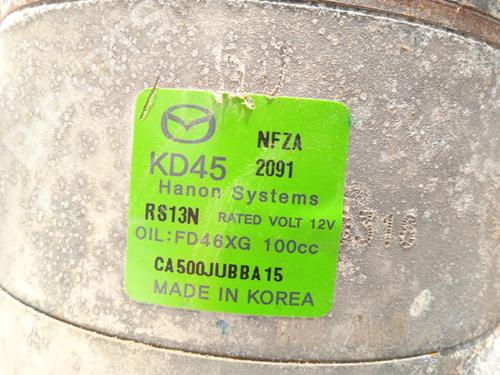 NFZA
KD45 2091
Hanon Systems
RS13N RATED VOLT 12V
OIL:FD46XG 100cc
CA500JUBBA15
MADE IN KOREA